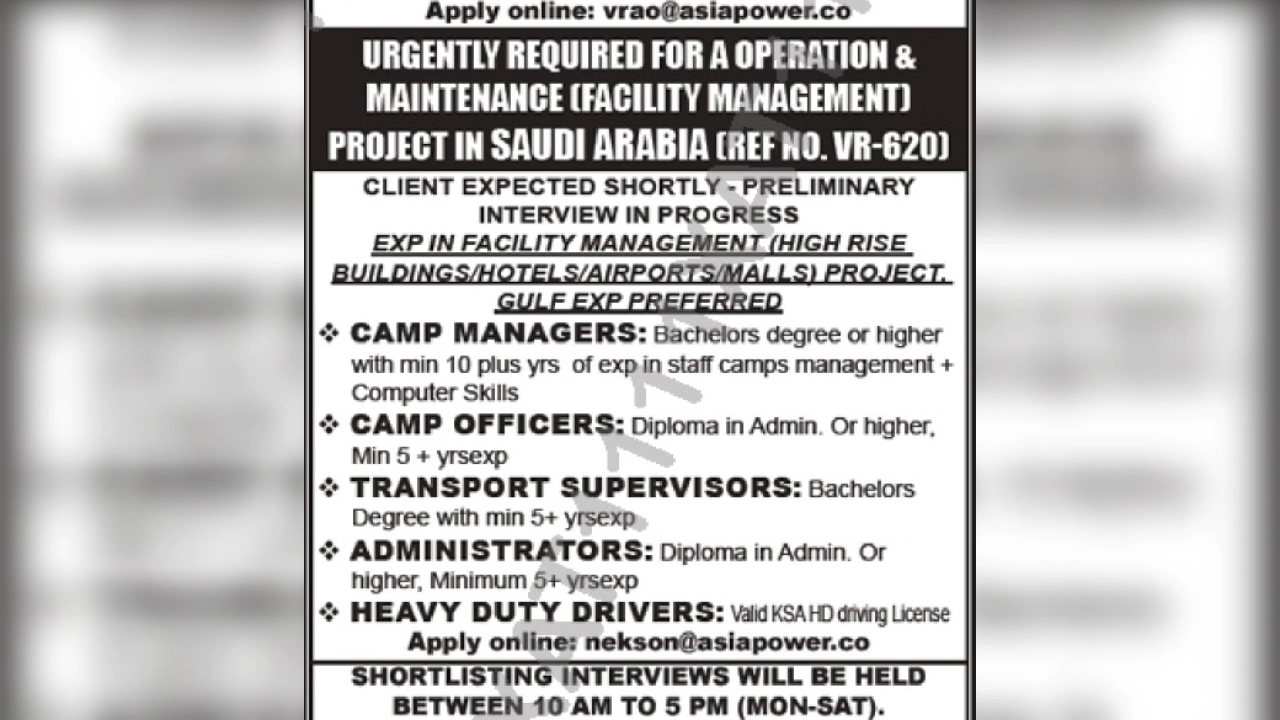 Apply online: vrao@asiapower.co
URGENTLY REQUIRED FOR A OPERATION &
MAINTENANCE (FACILITY MANAGEMENT)
PROJECT IN SAUDI ARABIA (REF NO. VR-620)
CLIENT EXPECTED SHORTLY - PRELIMINARY
INTERVIEW IN PROGRESS
EXP IN FACILITY MANAGEMENT (HIGH RISE
BUILDINGS/HOTELS/AIRPORTS/MALLS) PROJECT.
GULF EXP PREFERRED
❖ CAMP MANAGERS: Bachelors degree or higher
with min 10 plus yrs of exp in staff camps management +
Computer Skills
❖ CAMP OFFICERS: Diploma in Admin. Or higher,
Min 5 + yrsexp
❖ TRANSPORT SUPERVISORS: Bachelors
Degree with min 5+ yrsexp
❖ ADMINISTRATORS: Diploma in Admin. Or
higher, Minimum 5+ yrsexp
❖ HEAVY DUTY DRIVERS: Valid KSA HD driving License
Apply online: nekson@asiapower.co
SHORTLISTING INTERVIEWS WILL BE HELD
BETWEEN 10 AM TO 5 PM (MON-SAT).